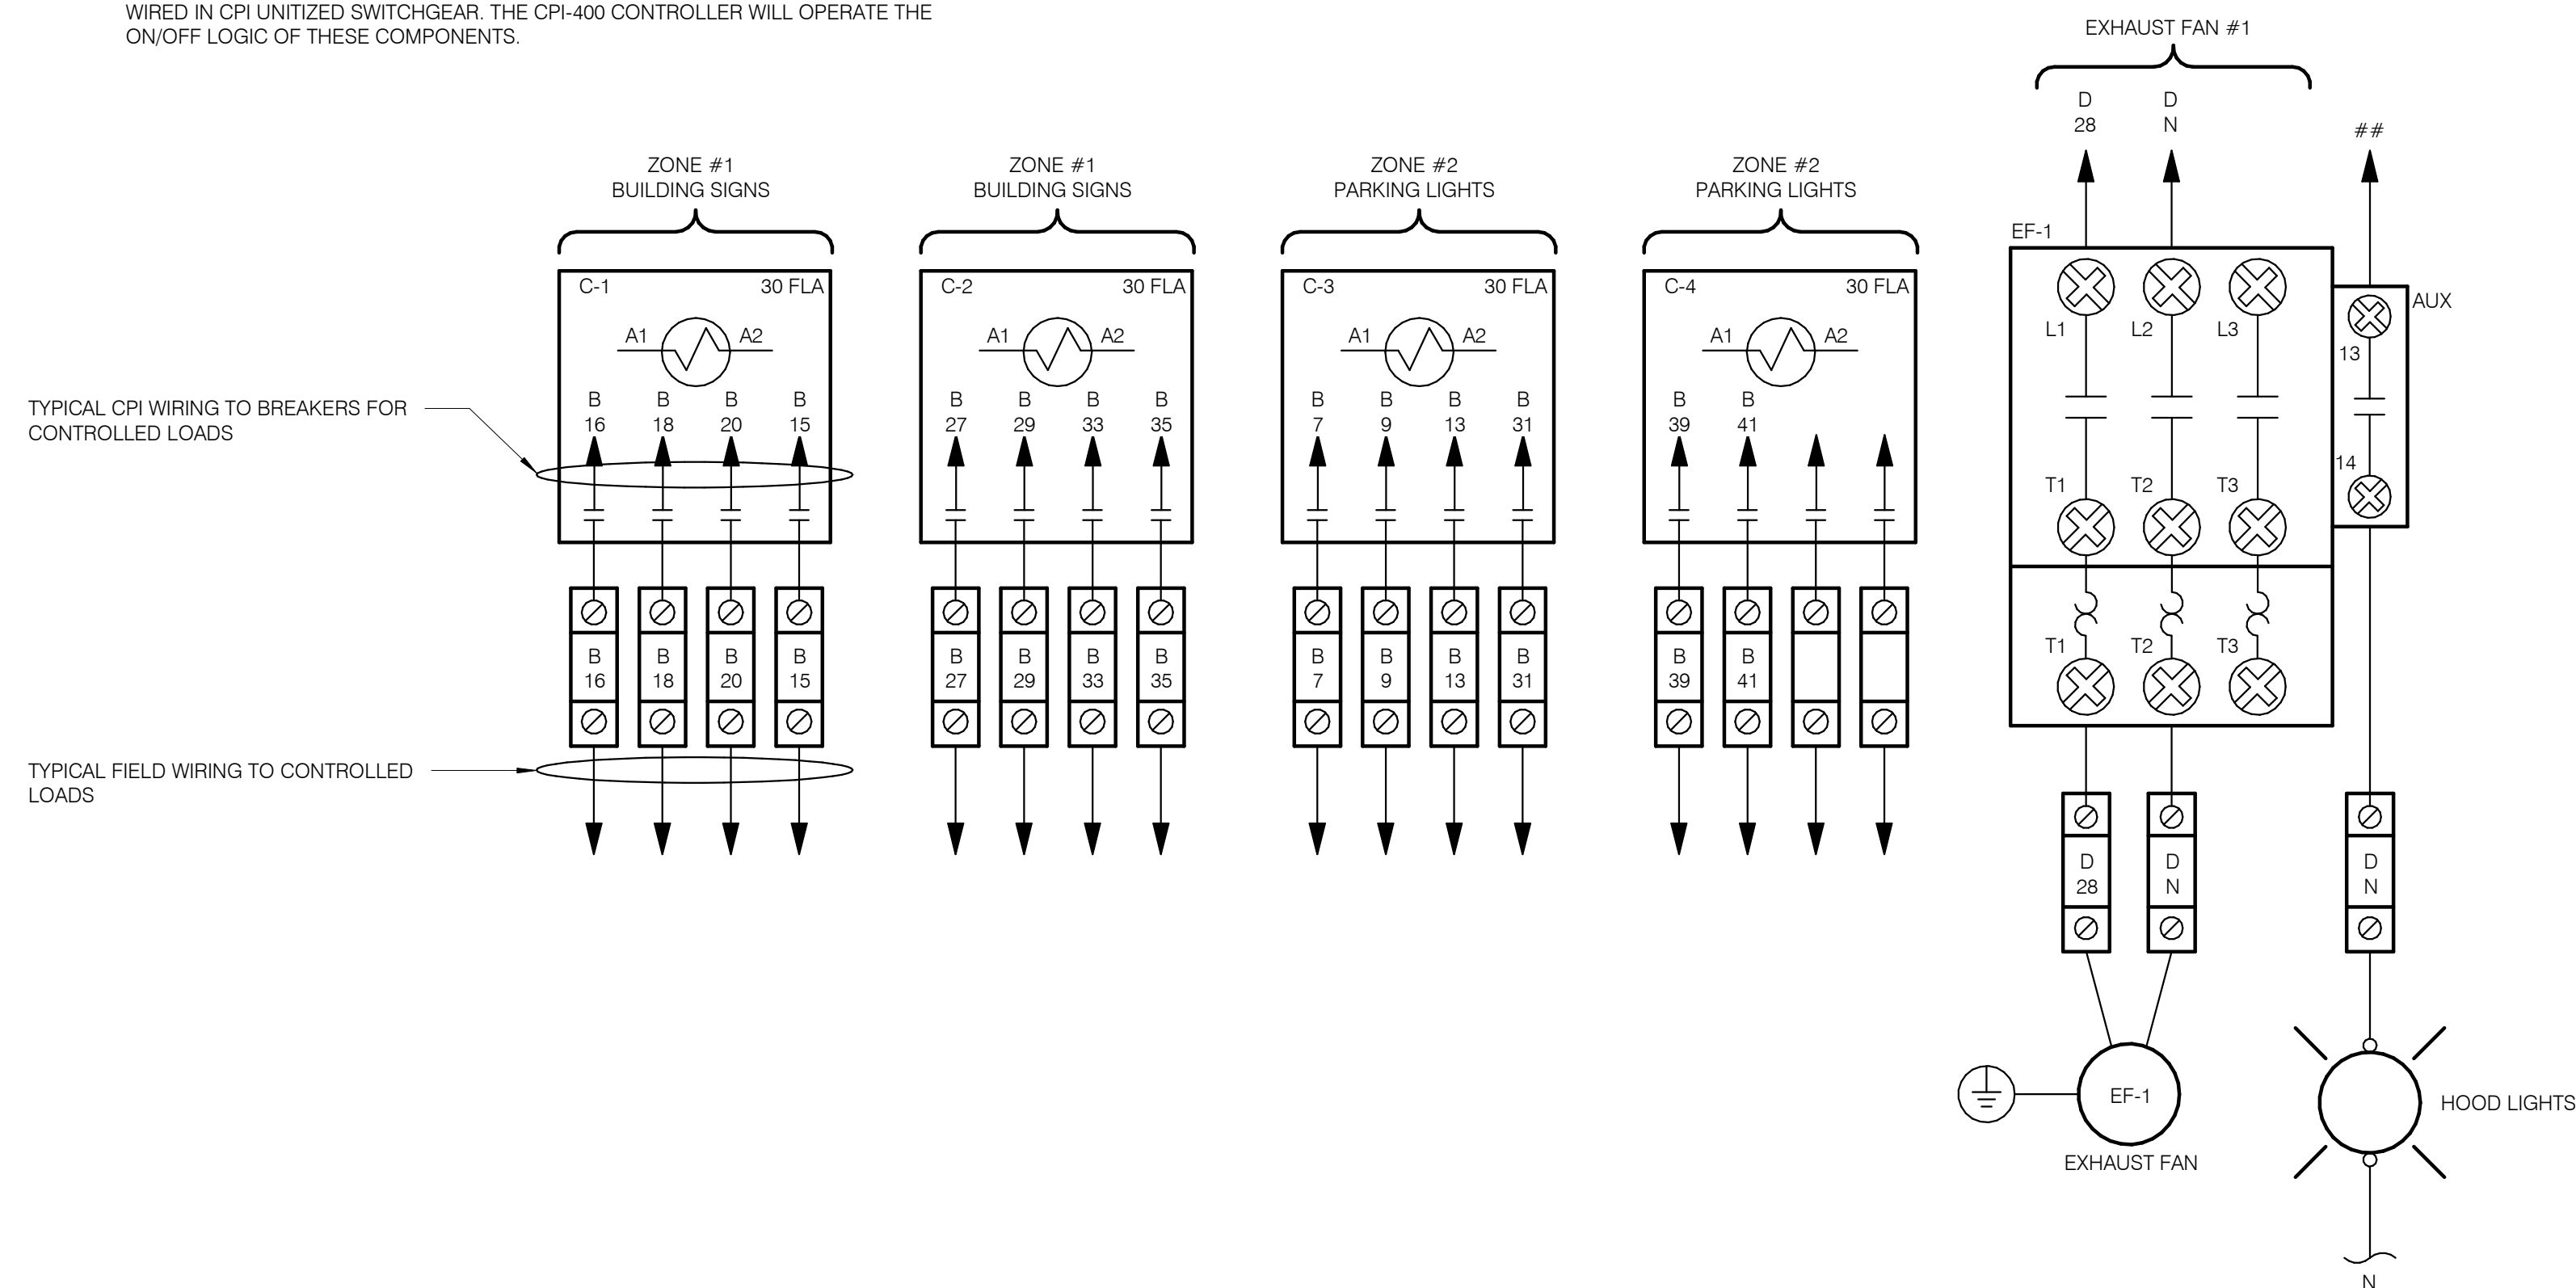 WIRED IN CPI UNITIZED SWITCHGEAR. THE CPI-400 CONTROLLER WILL OPERATE THE
ON/OFF LOGIC OF THESE COMPONENTS.
ZONE #1
BUILDING SIGNS
C-1 30 FLA
A1 A2
B B B B
16 18 20 15
TYPICAL CPI WIRING TO BREAKERS FOR
CONTROLLED LOADS
B B B B
16 18 20 15
TYPICAL FIELD WIRING TO CONTROLLED
LOADS
ZONE #1
BUILDING SIGNS
C-2 30 FLA
A1 A2
B B B B
27 29 33 35
B B B B
27 29 33 35
ZONE #2
PARKING LIGHTS
C-3 30 FLA
A1 A2
B B B B
7 9 13 31
B B B B
7 9 13 31
ZONE #2
PARKING LIGHTS
C-4 30 FLA
A1 A2
B B
39 41
B B
39 41
EXHAUST FAN #1
D D
28 N
##
EF-1
AUX
L1 L2 L3
13
14
T1 T2 T3
T1 T2 T3
D D D
28 N N
EF-1
EXHAUST FAN
HOOD LIGHTS
N